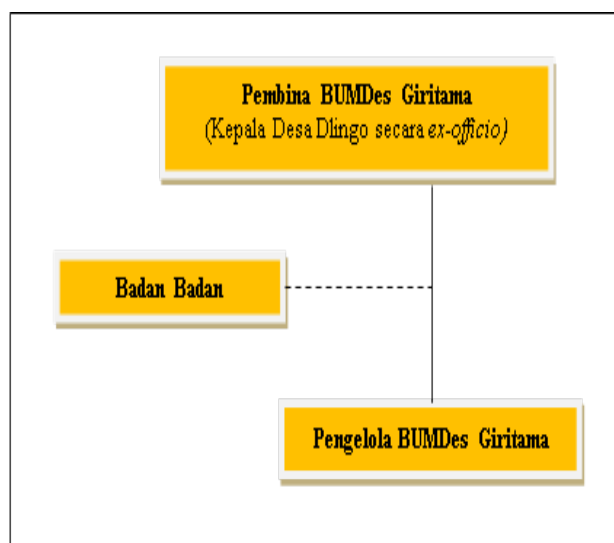 Pembina BUMDes Giritama
(Kepala Desa Dlingo secara ex-officio)
Badan Badan
Pengelola BUMDes Giritama